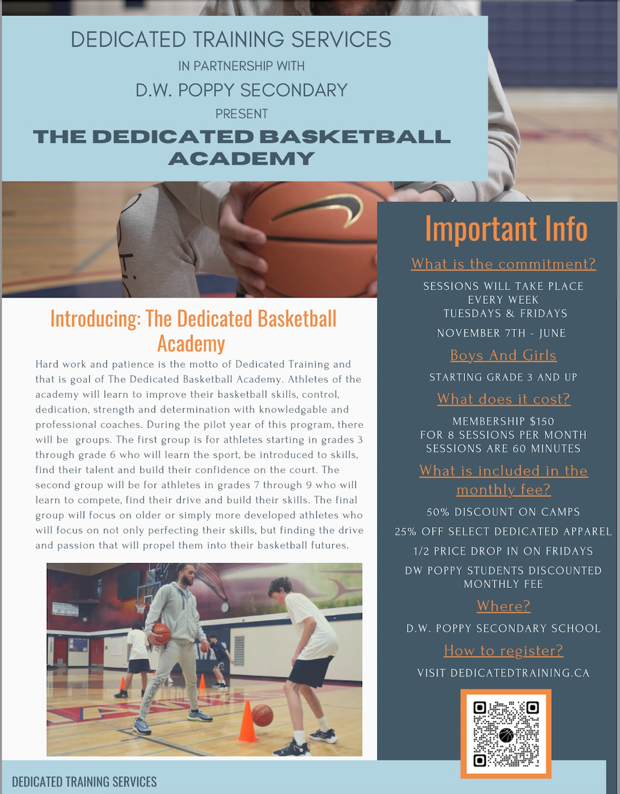 DEDICATED TRAINING SERVICES
IN PARTNERSHIP WITH
D.W. POPPY SECONDARY
PRESENT
THE DEDICATED BASKETBALL
ACADEMY
Introducing: The Dedicated Basketball
Academy
Hard work and patience is the motto of Dedicated Training and
that is goal of The Dedicated Basketball Academy. Athletes of the
academy will learn to improve their basketball skills, control,
dedication, strength and determination with knowledgable and
professional coaches. During the pilot year of this program, there
will be  groups. The first group is for athletes starting in grades 3
through grade 6 who will learn the sport, be introduced to skills,
find their talent and build their confidence on the court. The
second group will be for athletes in grades 7 through 9 who will
learn to compete, find their drive and build their skills. The final
group will focus on older or simply more developed athletes who
will focus on not only perfecting their skills, but finding the drive
and passion that will propel them into their basketball futures.
Important Info
What is the commitment?
SESSIONS WILL TAKE PLACE
EVERY WEEK
TUESDAYS & FRIDAYS
NOVEMBER 7TH - JUNE
Boys And Girls
STARTING GRADE 3 AND UP
What does it cost?
MEMBERSHIP $150
FOR 8 SESSIONS PER MONTH
SESSIONS ARE 60 MINUTES
What is included in the
monthly fee?
50% DISCOUNT ON CAMPS
25% OFF SELECT DEDICATED APPAREL
1/2 PRICE DROP IN ON FRIDAYS
DW POPPY STUDENTS DISCOUNTED
MONTHLY FEE
Where?
D.W. POPPY SECONDARY SCHOOL
How to register?
VISIT DEDICATEDTRAINING.CA
DEDICATED TRAINING SERVICES